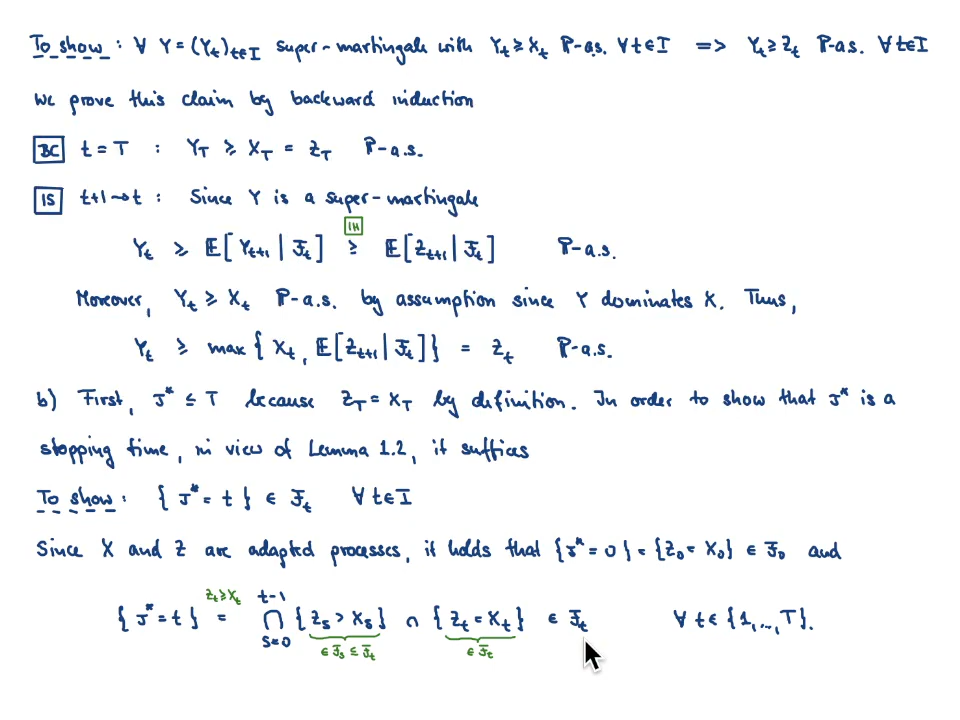 To show: ∀ Y = (Y_t)_{t∈I} super-martingale with Y_t ≥ X_t P-a.s. ∀ t∈I => Y_t ≥ Z_t P-a.s. ∀ t∈I
We prove this claim by backward induction
BC t = T : Y_T ≥ X_T = Z_T P-a.s.
IS t+1 → t : Since Y is a super-martingale
IH
Y_t ≥ E[Y_{t+1} | F_t] ≥ E[Z_{t+1} | F_t] P-a.s.
Moreover, Y_t ≥ X_t P-a.s. by assumption since Y dominates X. Thus,
Y_t ≥ max{X_t, E[Z_{t+1} | F_t]} = Z_t P-a.s.
b) First, τ* ≤ T because Z_T = X_T by definition. In order to show that τ* is a
stopping time, in view of Lemma 1.2, it suffices
To show: {τ* = t} ∈ F_t ∀ t∈I
Since X and Z are adapted processes, it holds that {τ* = 0} = {Z_0 = X_0} ∈ F_0 and
Z_t ≥ X_t
{τ* = t} = ⋂_{s=0}^{t-1} {Z_s > X_s} ∩ {Z_t = X_t} ∈ F_t ∀ t ∈ {1,...,T}.
∈ F_s ⊆ F_t ∈ F_t